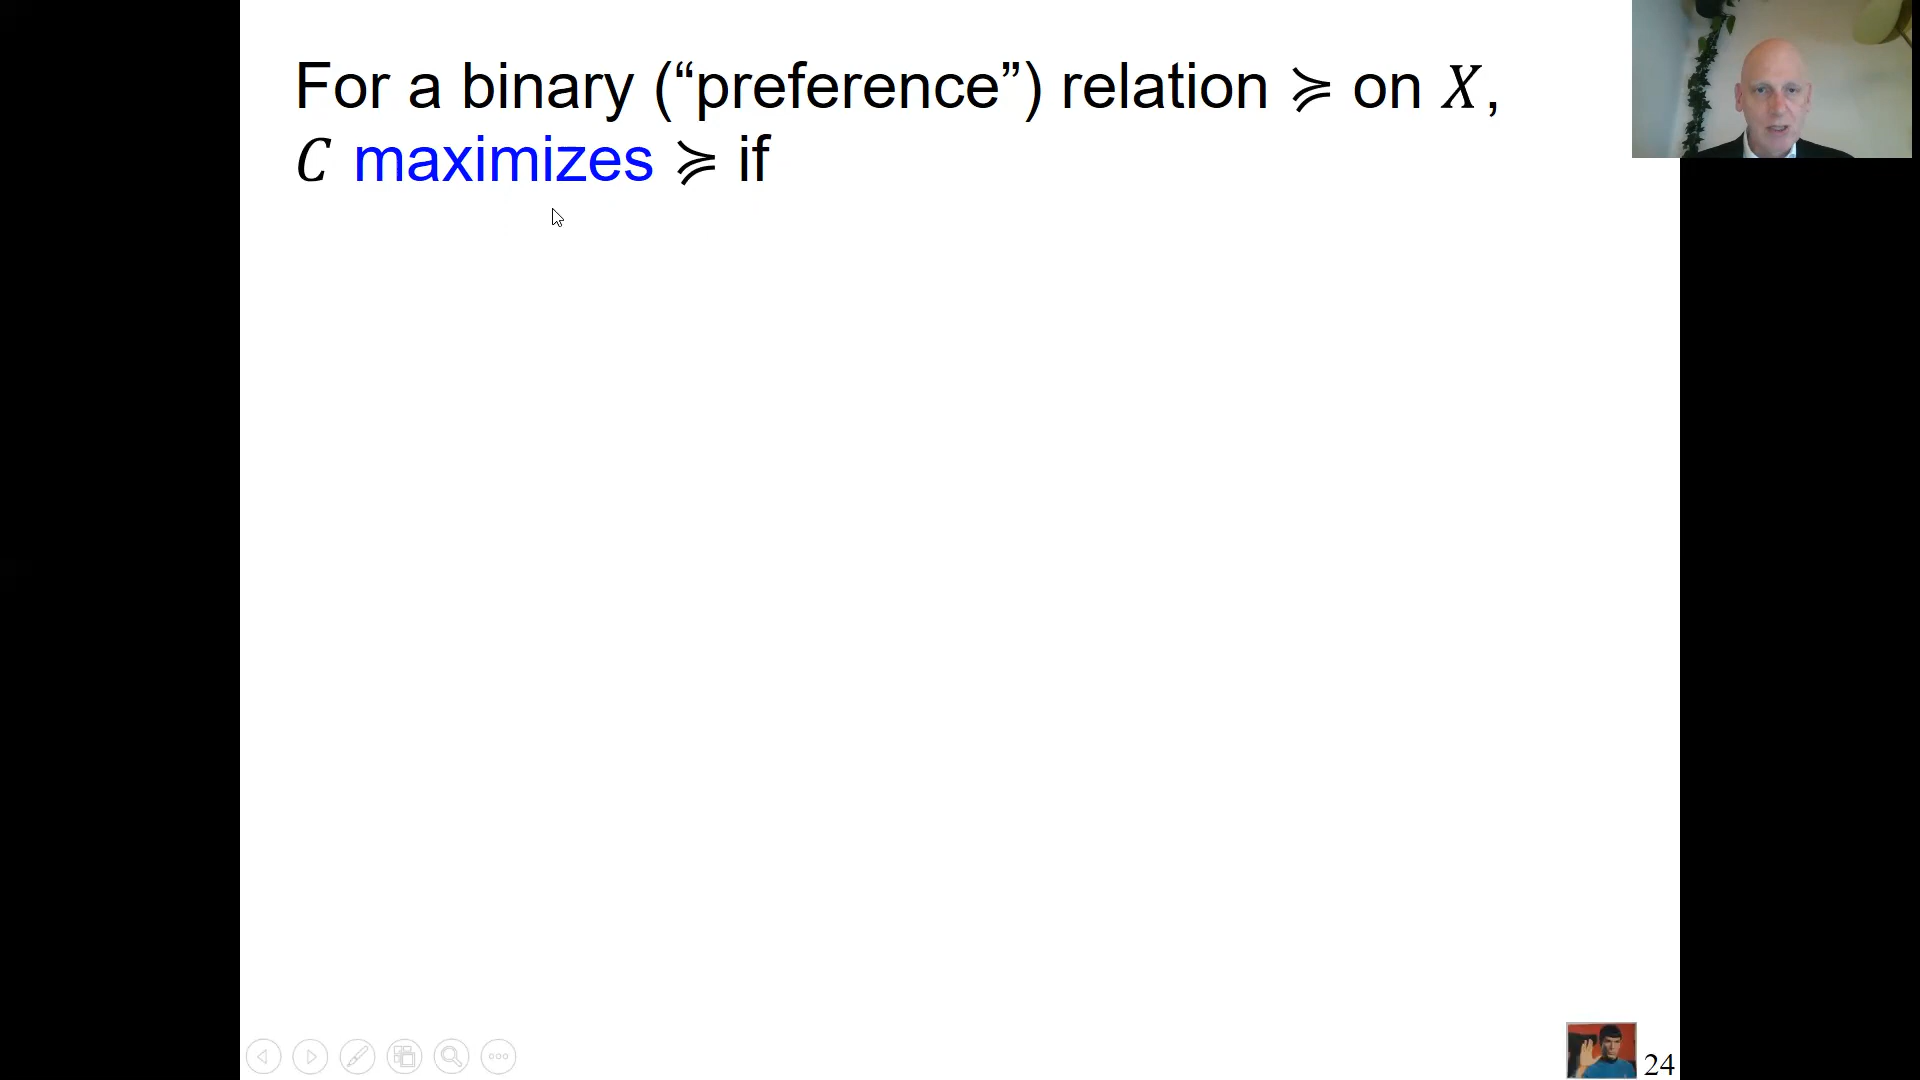 For a binary (“preference”) relation ≽ on X,
C maximizes ≽ if
24